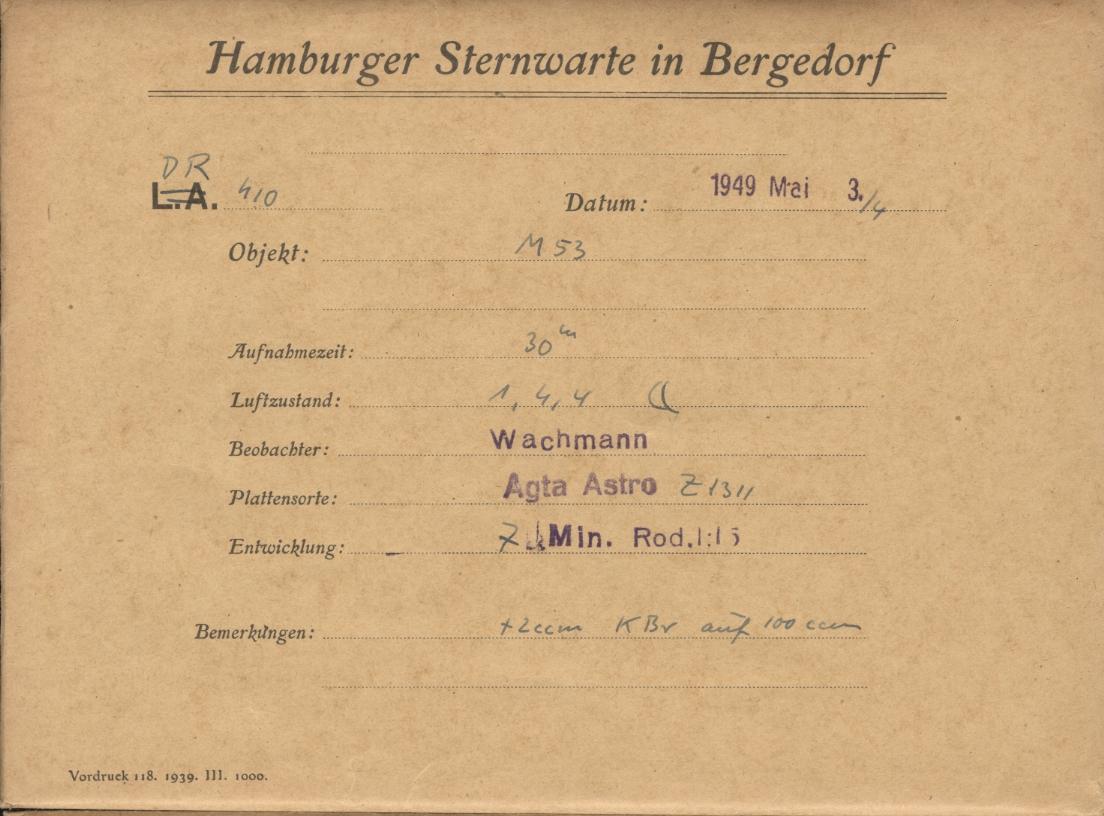 Hamburger Sternwarte in Bergedorf
DR
L.A. 410 Datum: 1949 Mai 3./4
Objekt: M 53
Aufnahmezeit: 30m
Luftzustand: 1, 4, 4
Beobachter: Wachmann
Plattensorte: Agfa Astro Z 1311
Entwicklung: 7 Min. Rod. 1:15
Bemerkungen: +2ccm KBr auf 100 ccm
Vordruck 118. 1939. III. 1000.